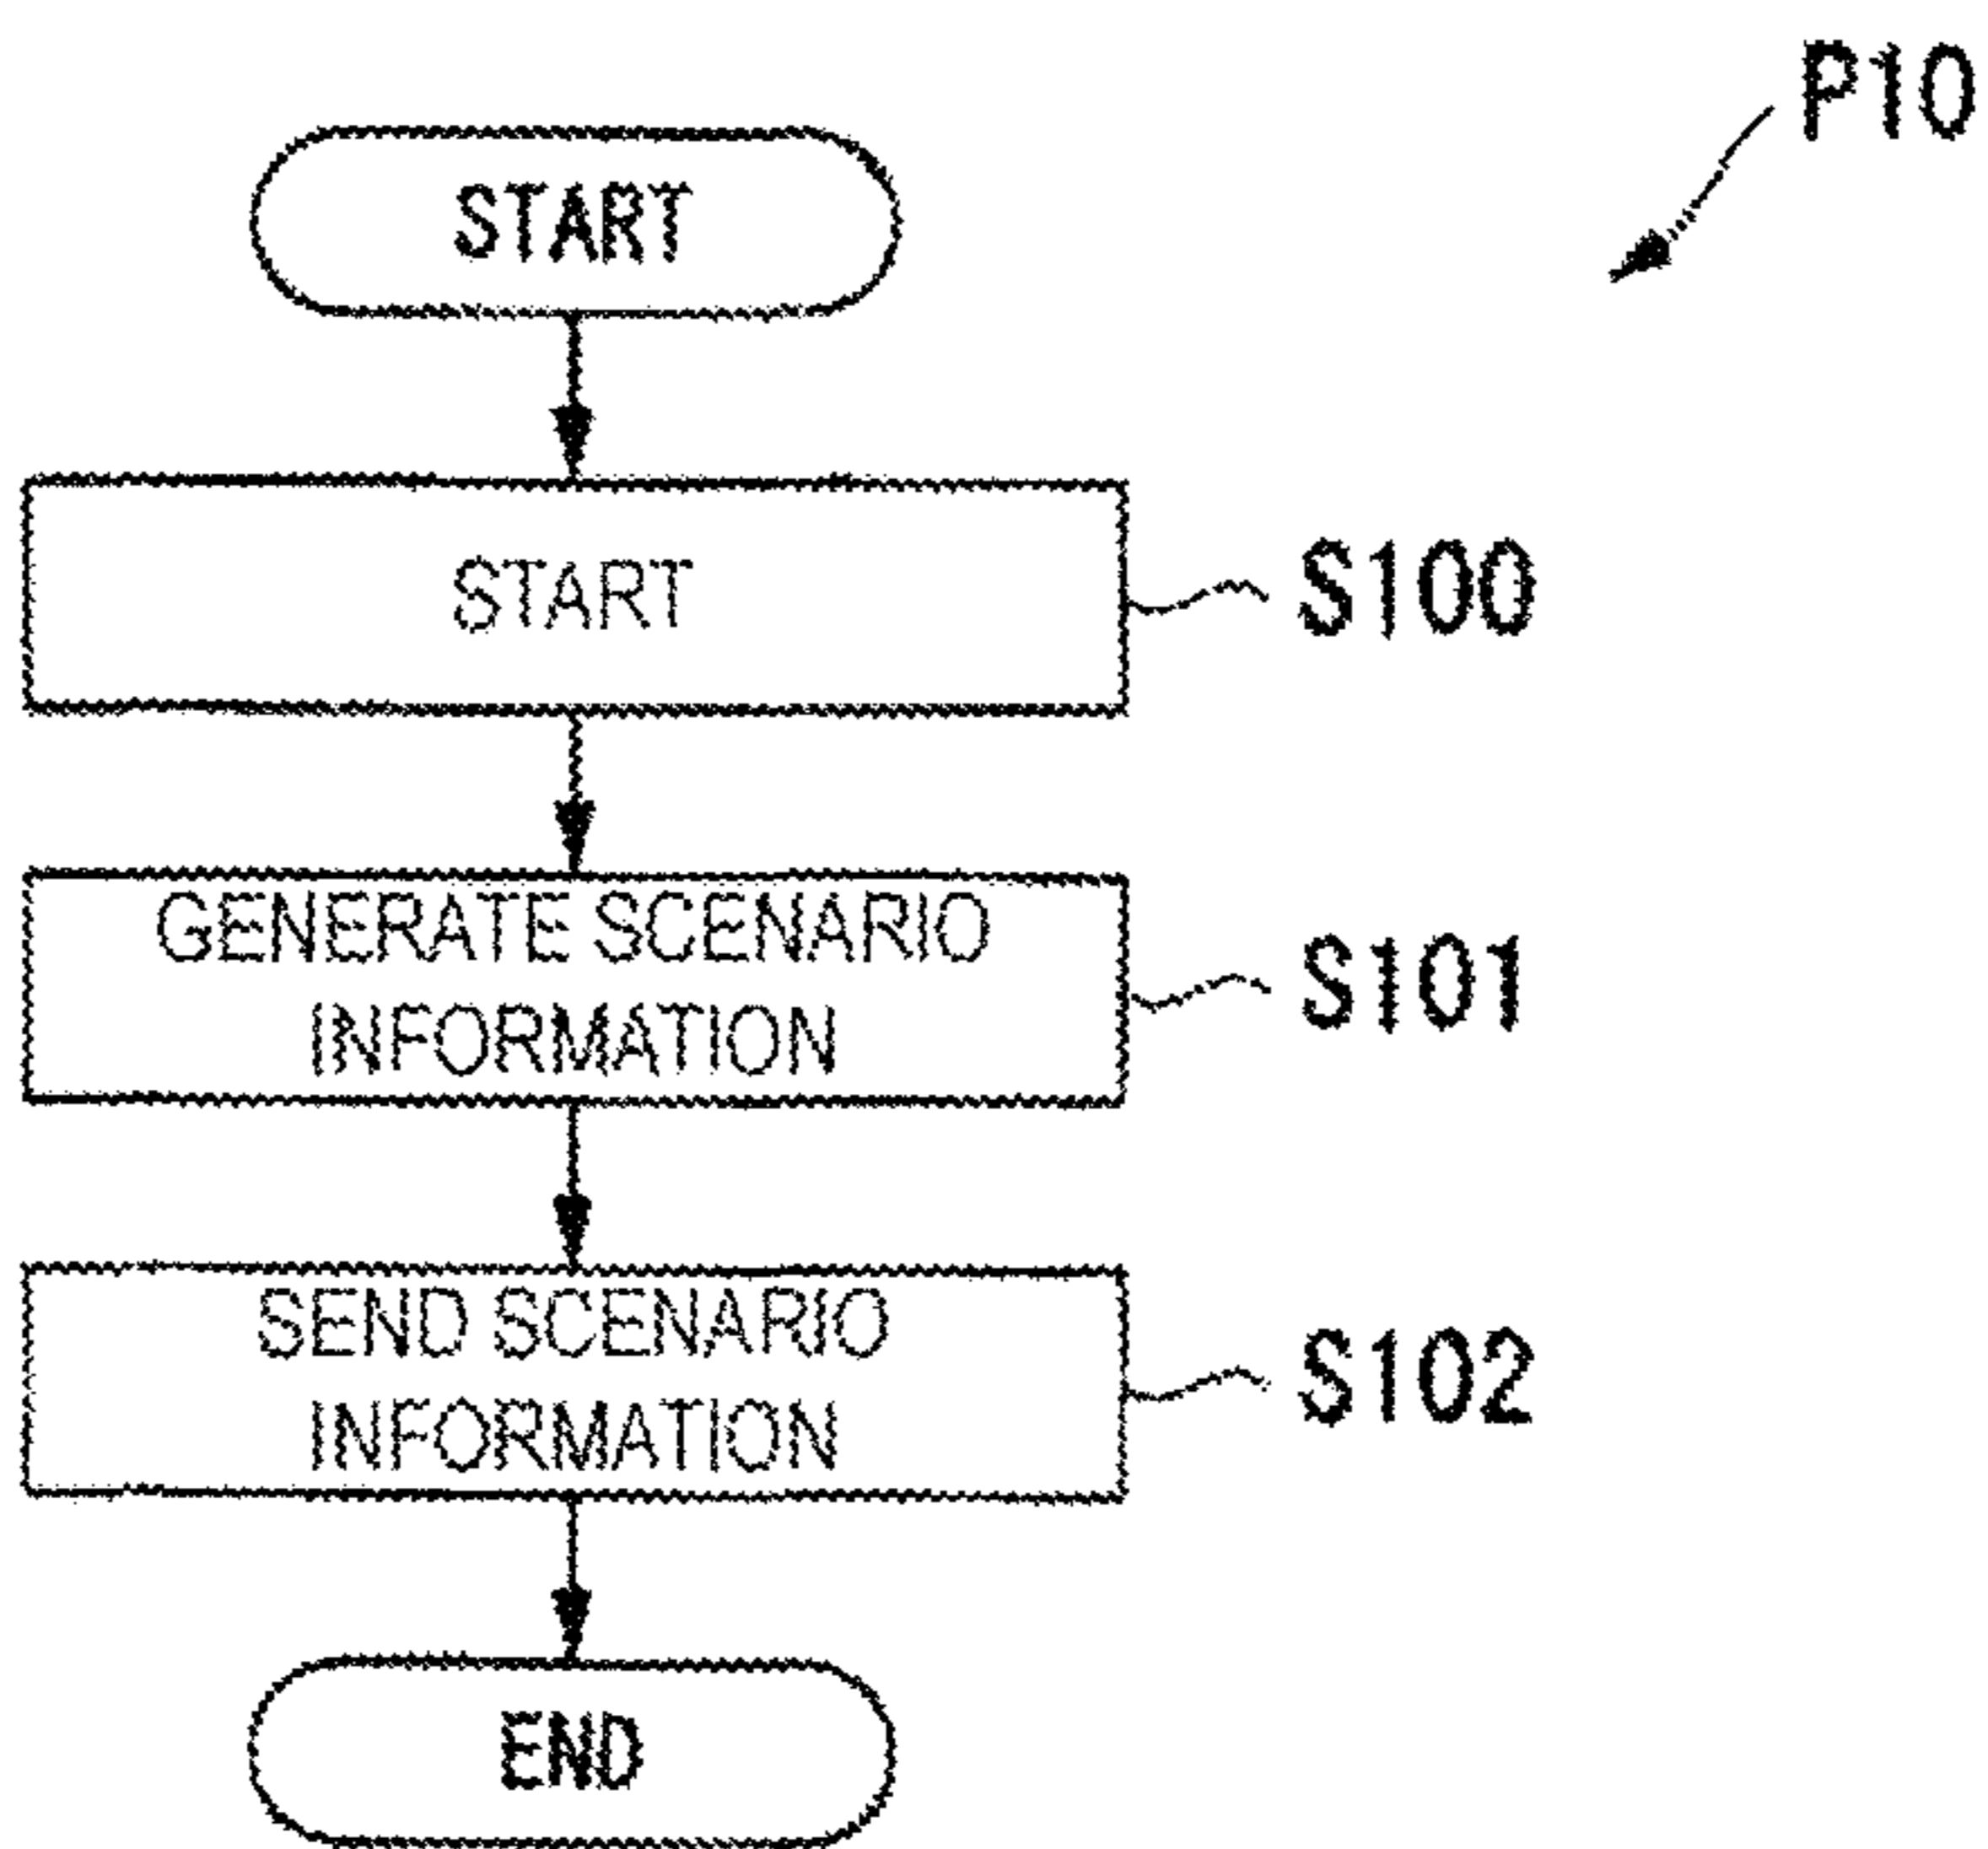 P10
START
START
S100
GENERATE SCENARIO
INFORMATION
S101
SEND SCENARIO
INFORMATION
S102
END